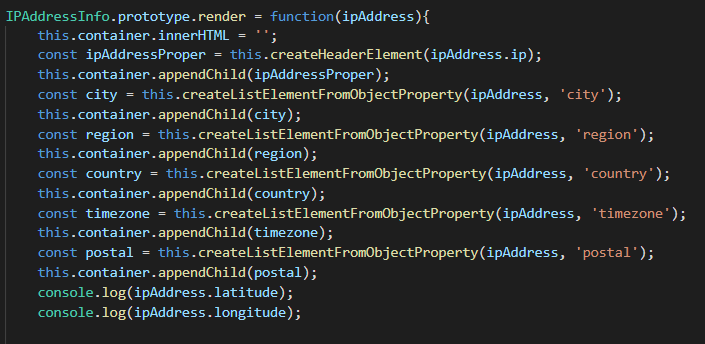 IPAddressInfo.prototype.render = function(ipAddress){
this.container.innerHTML = '';
const ipAddressProper = this.createHeaderElement(ipAddress.ip);
this.container.appendChild(ipAddressProper);
const city = this.createListElementFromObjectProperty(ipAddress, 'city');
this.container.appendChild(city);
const region = this.createListElementFromObjectProperty(ipAddress, 'region');
this.container.appendChild(region);
const country = this.createListElementFromObjectProperty(ipAddress, 'country');
this.container.appendChild(country);
const timezone = this.createListElementFromObjectProperty(ipAddress, 'timezone');
this.container.appendChild(timezone);
const postal = this.createListElementFromObjectProperty(ipAddress, 'postal');
this.container.appendChild(postal);
console.log(ipAddress.latitude);
console.log(ipAddress.longitude);